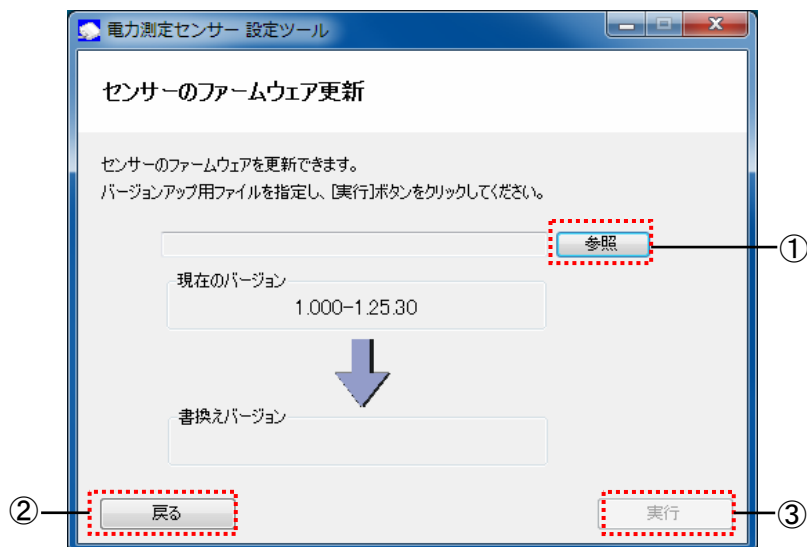 電力測定センサー 設定ツール
センサーのファームウェア更新
センサーのファームウェアを更新できます。
バージョンアップ用ファイルを指定し、[実行]ボタンをクリックしてください。
参照
①
現在のバージョン
1.000-1.25.30
書換えバージョン
②
戻る
実行
③